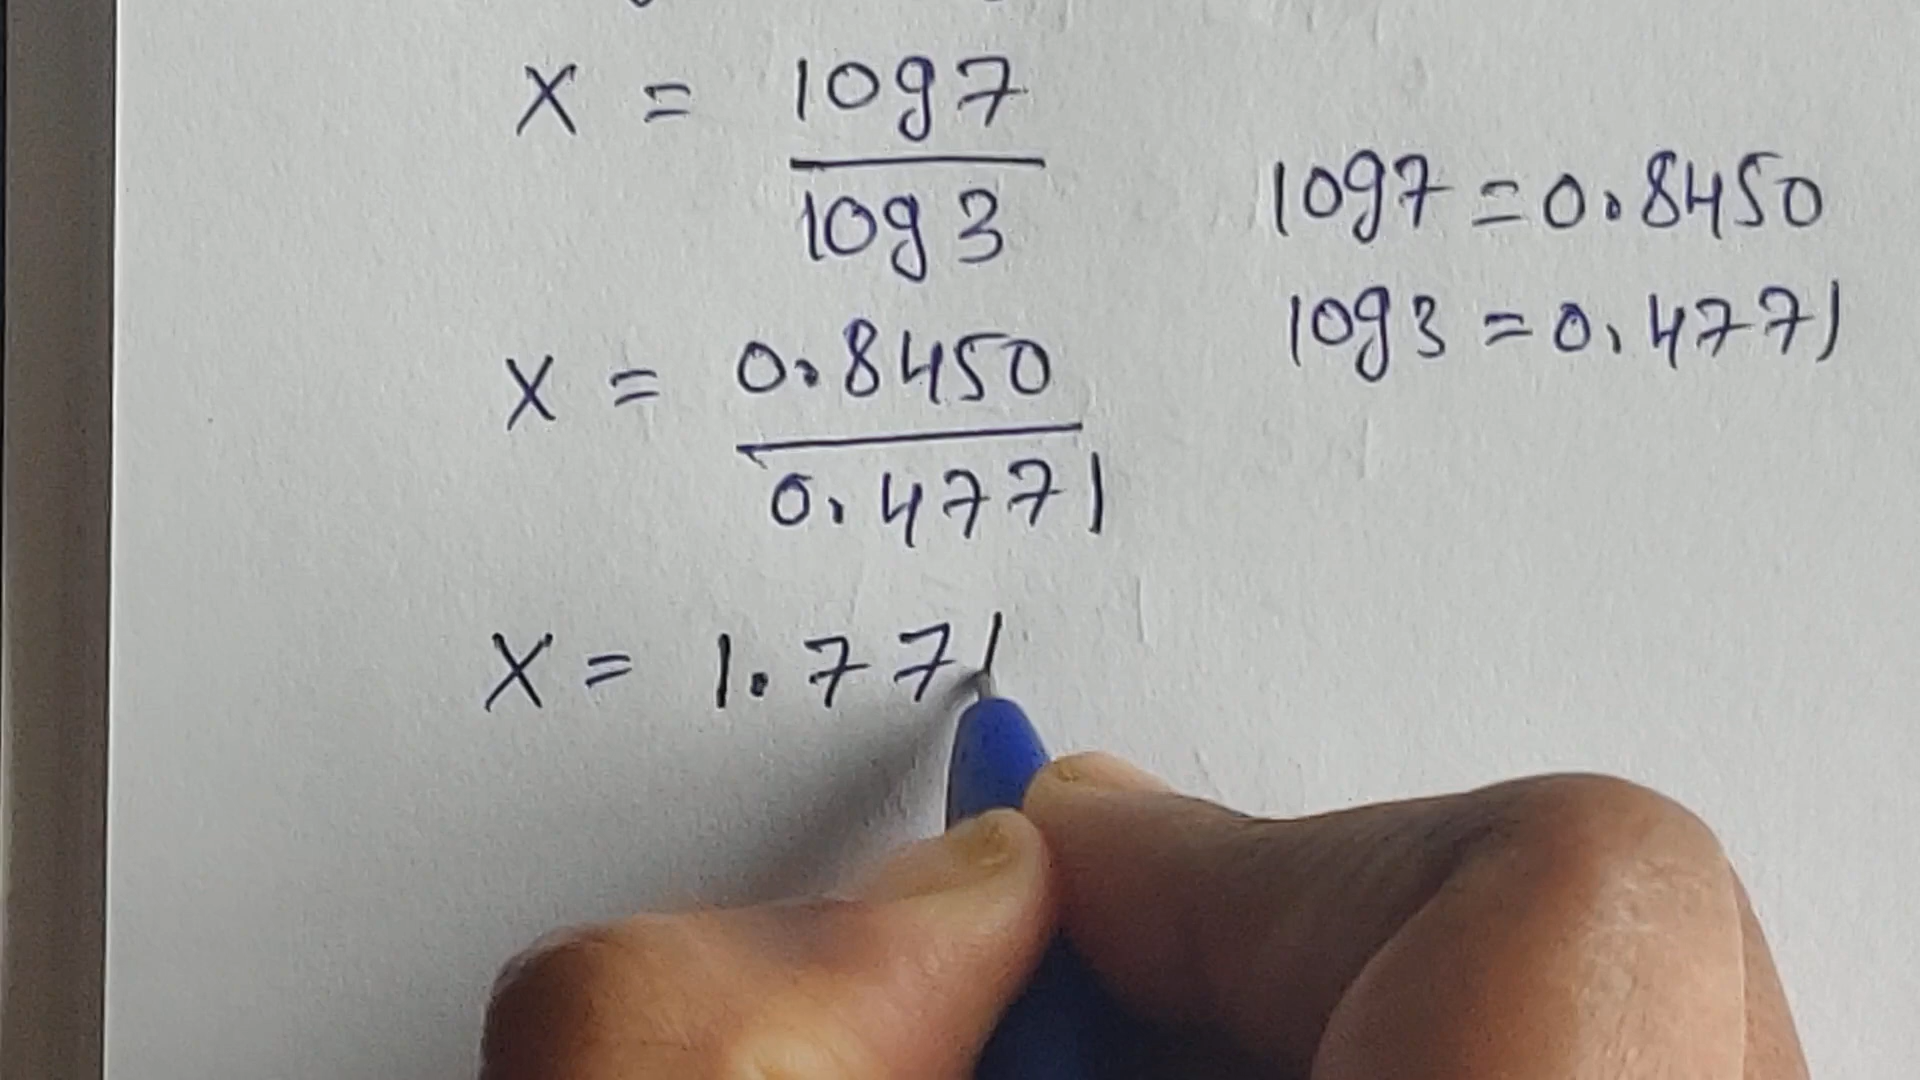 x = log7
log3
log7 = 0.8450
log3 = 0.4771
x = 0.8450
0.4771
x = 1.771